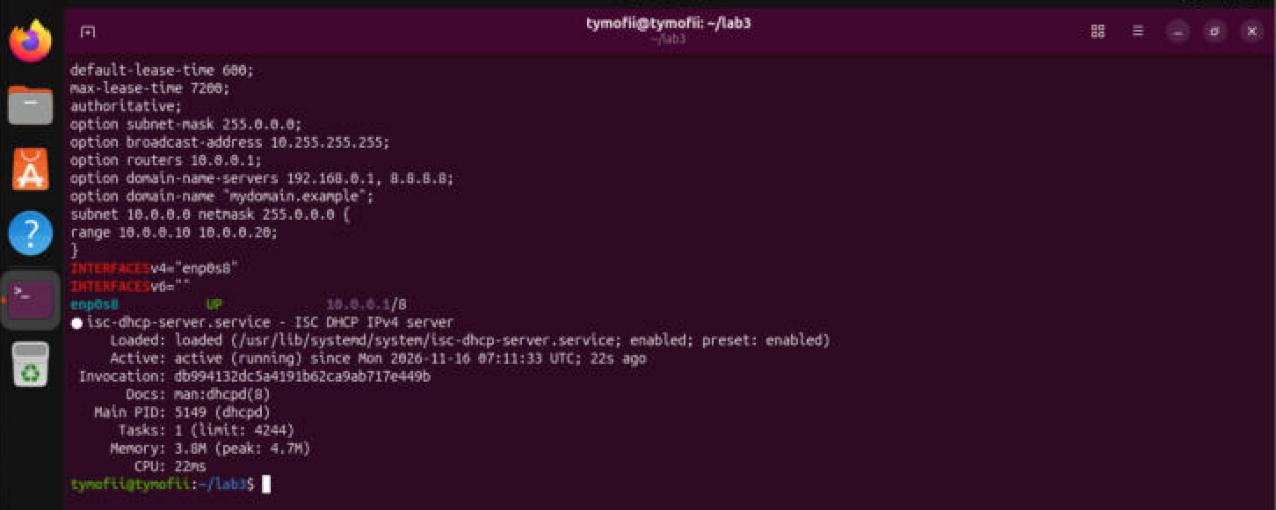 tymofii@tymofii: ~/lab3
~/lab3
default-lease-time 600;
max-lease-time 7200;
authoritative;
option subnet-mask 255.0.0.0;
option broadcast-address 10.255.255.255;
option routers 10.0.0.1;
option domain-name-servers 192.168.0.1, 8.8.8.8;
option domain-name "mydomain.example";
subnet 10.0.0.0 netmask 255.0.0.0 {
range 10.0.0.10 10.0.0.20;
}
INTERFACESv4="enp0s8"
INTERFACESv6=""
enp0s8 UP 10.0.0.1/8
● isc-dhcp-server.service - ISC DHCP IPv4 server
Loaded: loaded (/usr/lib/systemd/system/isc-dhcp-server.service; enabled; preset: enabled)
Active: active (running) since Mon 2026-11-16 07:11:33 UTC; 22s ago
Invocation: db994132dc5a4191b62ca9ab717e449b
Docs: man:dhcpd(8)
Main PID: 5149 (dhcpd)
Tasks: 1 (limit: 4244)
Memory: 3.8M (peak: 4.7M)
CPU: 22ms
tymofii@tymofii:~/lab3$